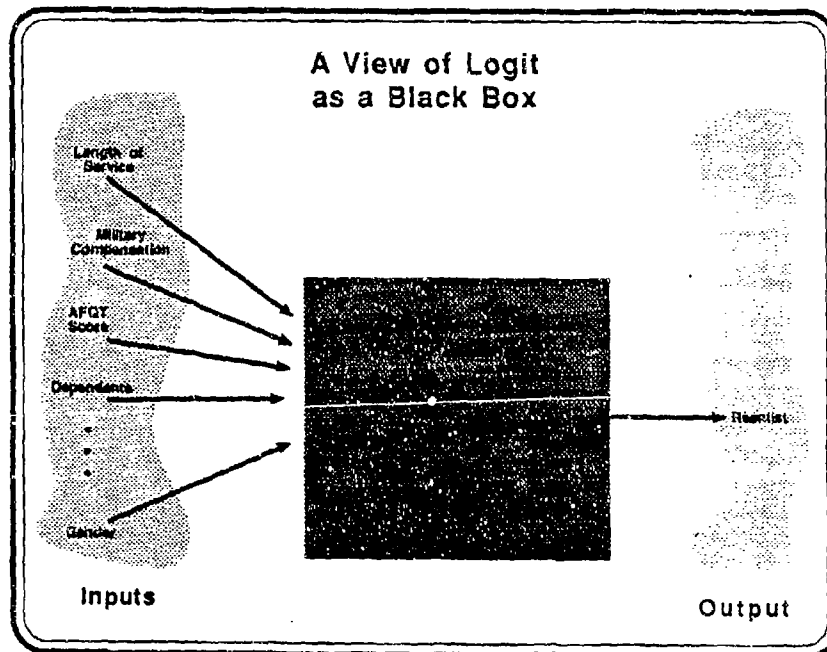 A View of Logit
as a Black Box
Length of
Service
Military
Compensation
AFQT
Score
Dependents
Gender
Reenlist
Inputs
Output